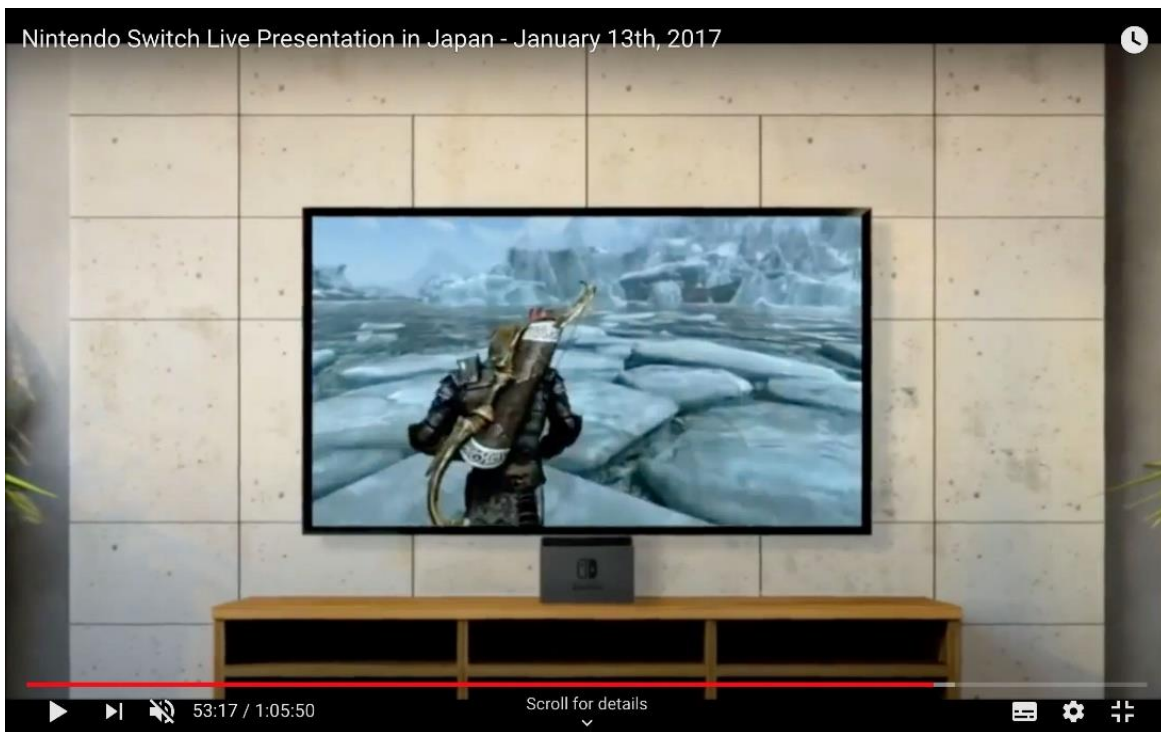 Nintendo Switch Live Presentation in Japan - January 13th, 2017
53:17 / 1:05:50
Scroll for details